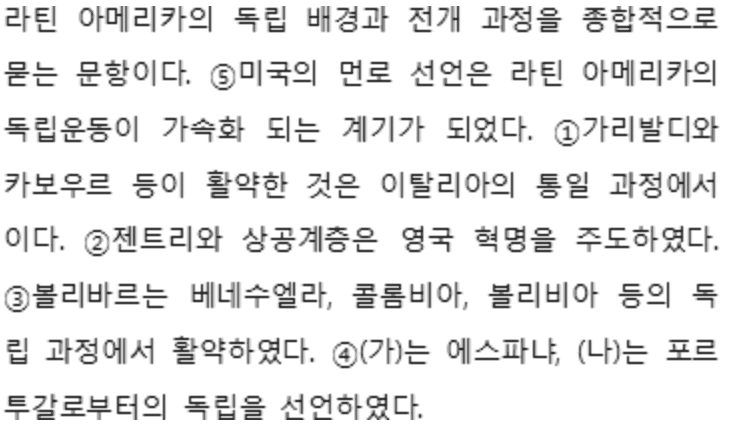 라틴 아메리카의 독립 배경과 전개 과정을 종합적으로
묻는 문항이다. ⑤미국의 먼로 선언은 라틴 아메리카의
독립운동이 가속화 되는 계기가 되었다. ①가리발디와
카보우르 등이 활약한 것은 이탈리아의 통일 과정에서
이다. ②젠트리와 상공계층은 영국 혁명을 주도하였다.
③볼리바르는 베네수엘라, 콜롬비아, 볼리비아 등의 독
립 과정에서 활약하였다. ④(가)는 에스파냐, (나)는 포르
투갈로부터의 독립을 선언하였다.